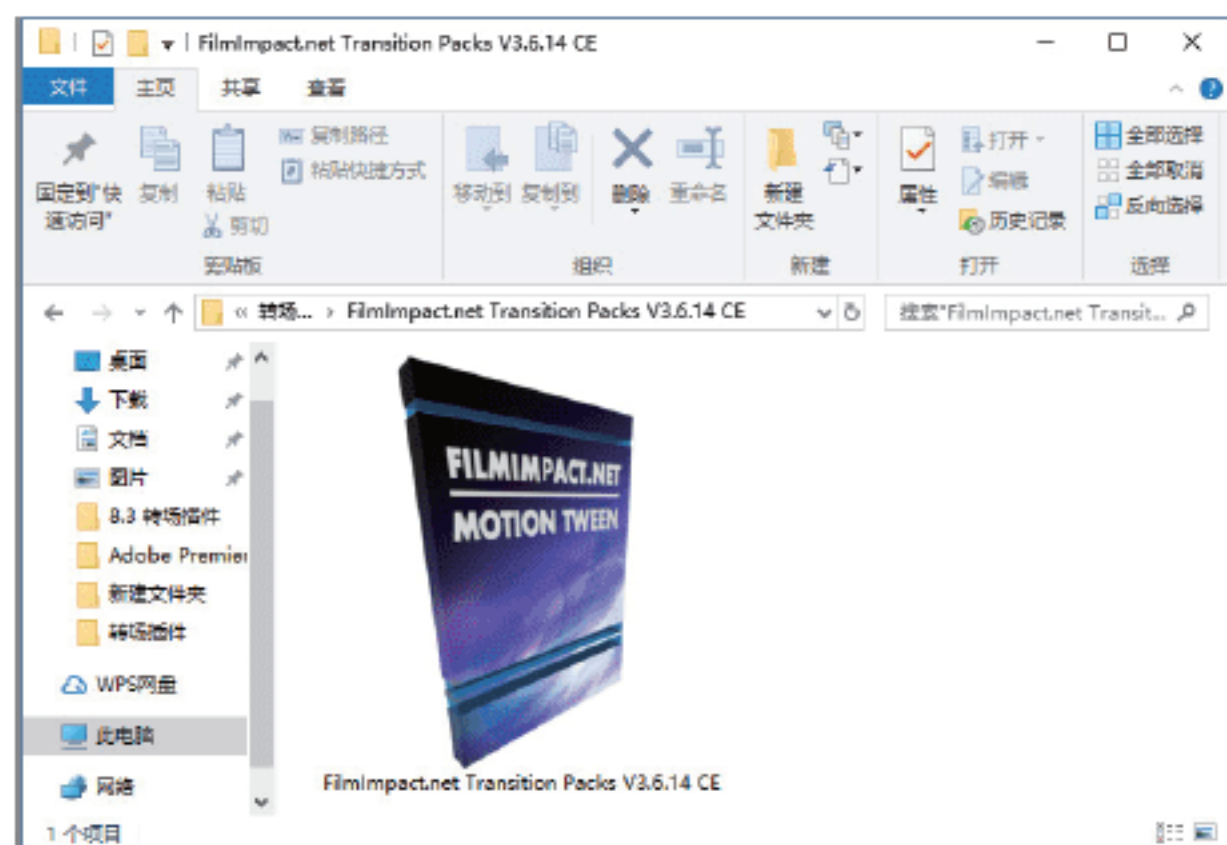 FilmImpact.net Transition Packs V3.6.14 CE
文件 主页 共享 查看
固定到"快速访问"
复制
粘贴
复制路径
粘贴快捷方式
剪切
剪贴板
移动到 复制到 删除 重命名
组织
新建文件夹
新建
属性
打开
编辑
历史记录
打开
全部选择
全部取消
反向选择
选择
« 转场... › FilmImpact.net Transition Packs V3.6.14 CE
搜索"FilmImpact.net Transit...
桌面
下载
文档
图片
8.3 转场插件
Adobe Premier
新建文件夹
转场插件
WPS网盘
此电脑
网络
FILMIMPACT.NET
MOTION TWEEN
FilmImpact.net Transition Packs V3.6.14 CE
1 个项目